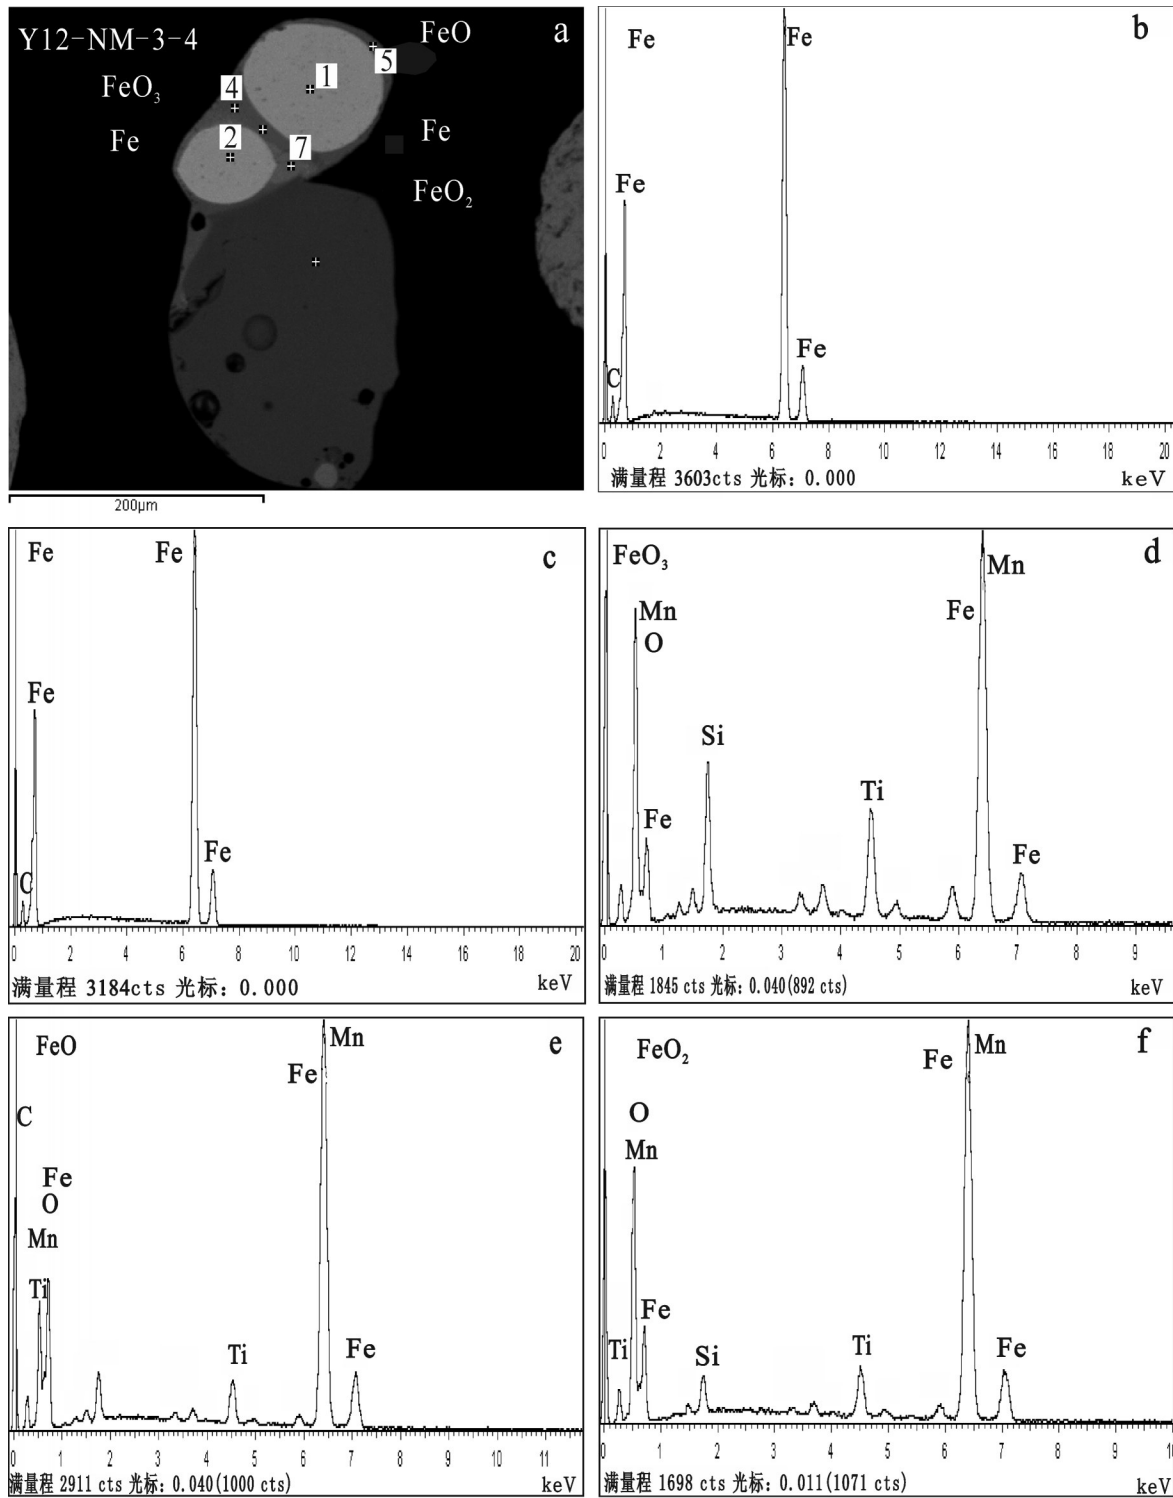 Y12-NM-3-4
a
FeO
5
1
FeO₃
4
Fe
2
7
Fe
FeO₂
200μm
b
Fe
Fe
Fe
Fe
C
0 2 4 6 8 10 12 14 16 18 20
满量程 3603cts 光标: 0.000
keV
c
Fe
Fe
Fe
Fe
C
2 4 6 8 10 12 14 16 18 20
满量程 3184cts 光标: 0.000
keV
d
FeO₃
Mn
Mn
Fe
O
Si
Ti
Fe
Fe
0 1 2 3 4 5 6 7 8 9
满量程 1845 cts 光标: 0.040(892 cts)
keV
e
FeO
Mn
Fe
C
Fe
O
Mn
Ti
Ti
Fe
1 2 3 4 5 6 7 8 9 10 11
满量程 2911 cts 光标: 0.040(1000 cts)
keV
f
FeO₂
Mn
Fe
O
Mn
Fe
Ti
Si
Ti
Fe
0 1 2 3 4 5 6 7 8 9
满量程 1698 cts 光标: 0.011(1071 cts)
keV